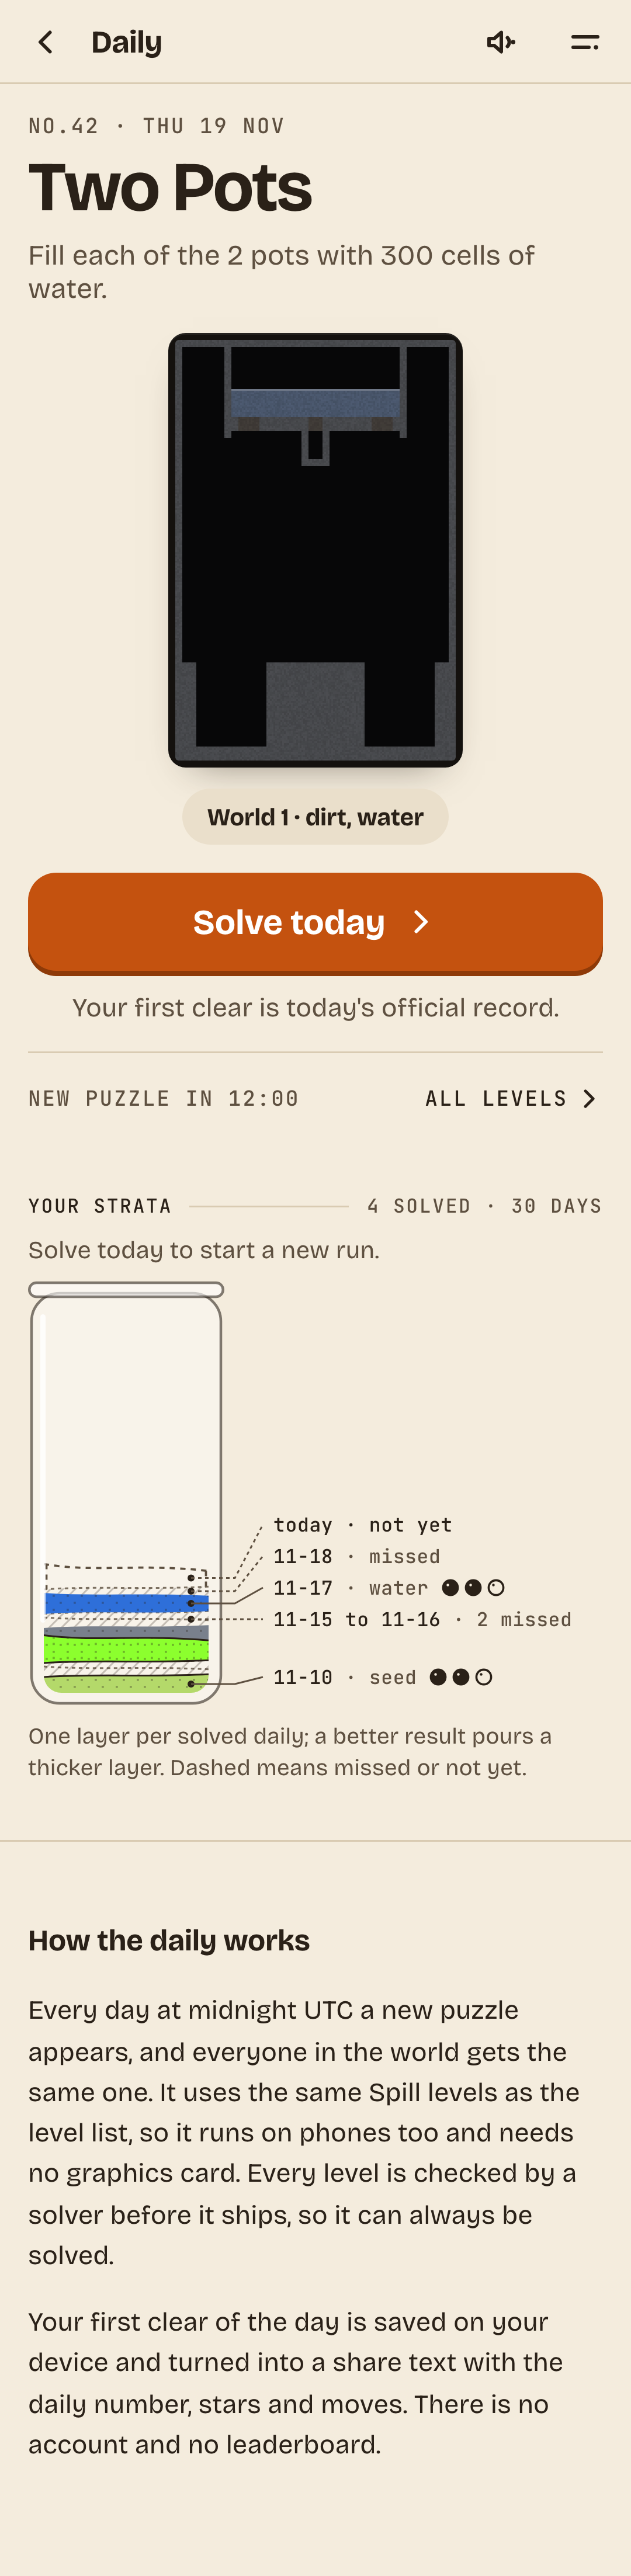 Daily
NO.42 · THU 19 NOV
Two Pots
Fill each of the 2 pots with 300 cells of
water.
World 1 · dirt, water
Solve today
Your first clear is today's official record.
NEW PUZZLE IN 12:00
ALL LEVELS
YOUR STRATA
4 SOLVED · 30 DAYS
Solve today to start a new run.
today · not yet
11-18 · missed
11-17 · water
11-15 to 11-16 · 2 missed
11-10 · seed
One layer per solved daily; a better result pours a
thicker layer. Dashed means missed or not yet.
How the daily works
Every day at midnight UTC a new puzzle
appears, and everyone in the world gets the
same one. It uses the same Spill levels as the
level list, so it runs on phones too and needs
no graphics card. Every level is checked by a
solver before it ships, so it can always be
solved.
Your first clear of the day is saved on your
device and turned into a share text with the
daily number, stars and moves. There is no
account and no leaderboard.